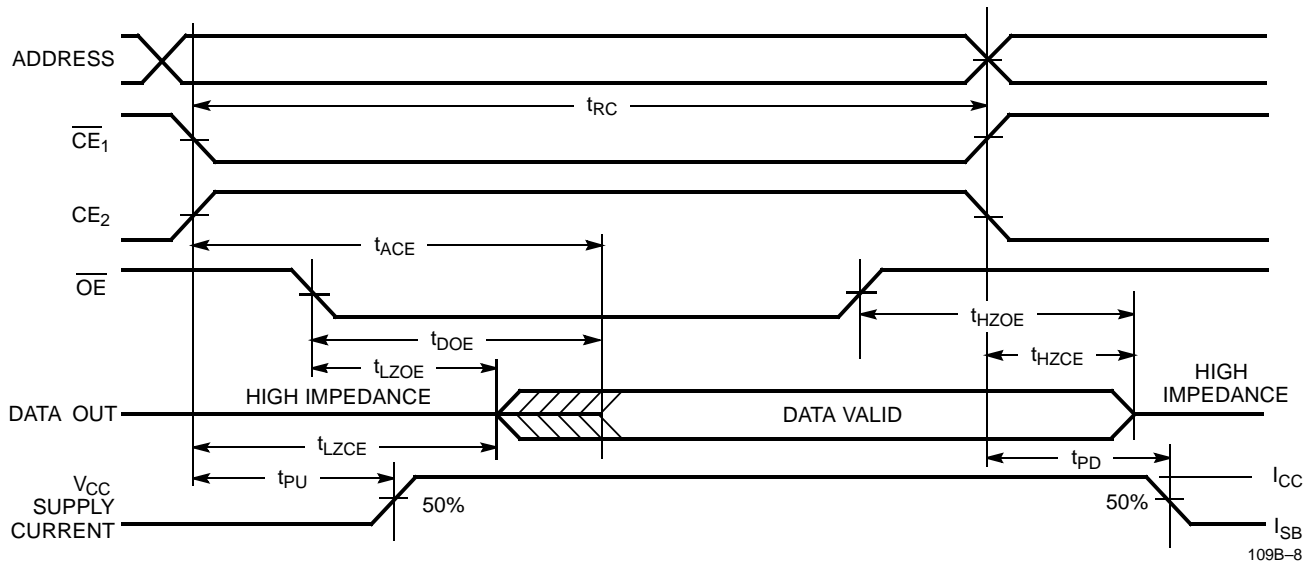 ADDRESS
tRC
CE1
CE2
tACE
OE
tHZOE
tDOE
tHZCE
tLZOE
HIGH IMPEDANCE
HIGH
IMPEDANCE
DATA OUT
DATA VALID
tLZCE
tPD
tPU
VCC
SUPPLY
CURRENT
50%
50%
ICC
ISB
109B–8